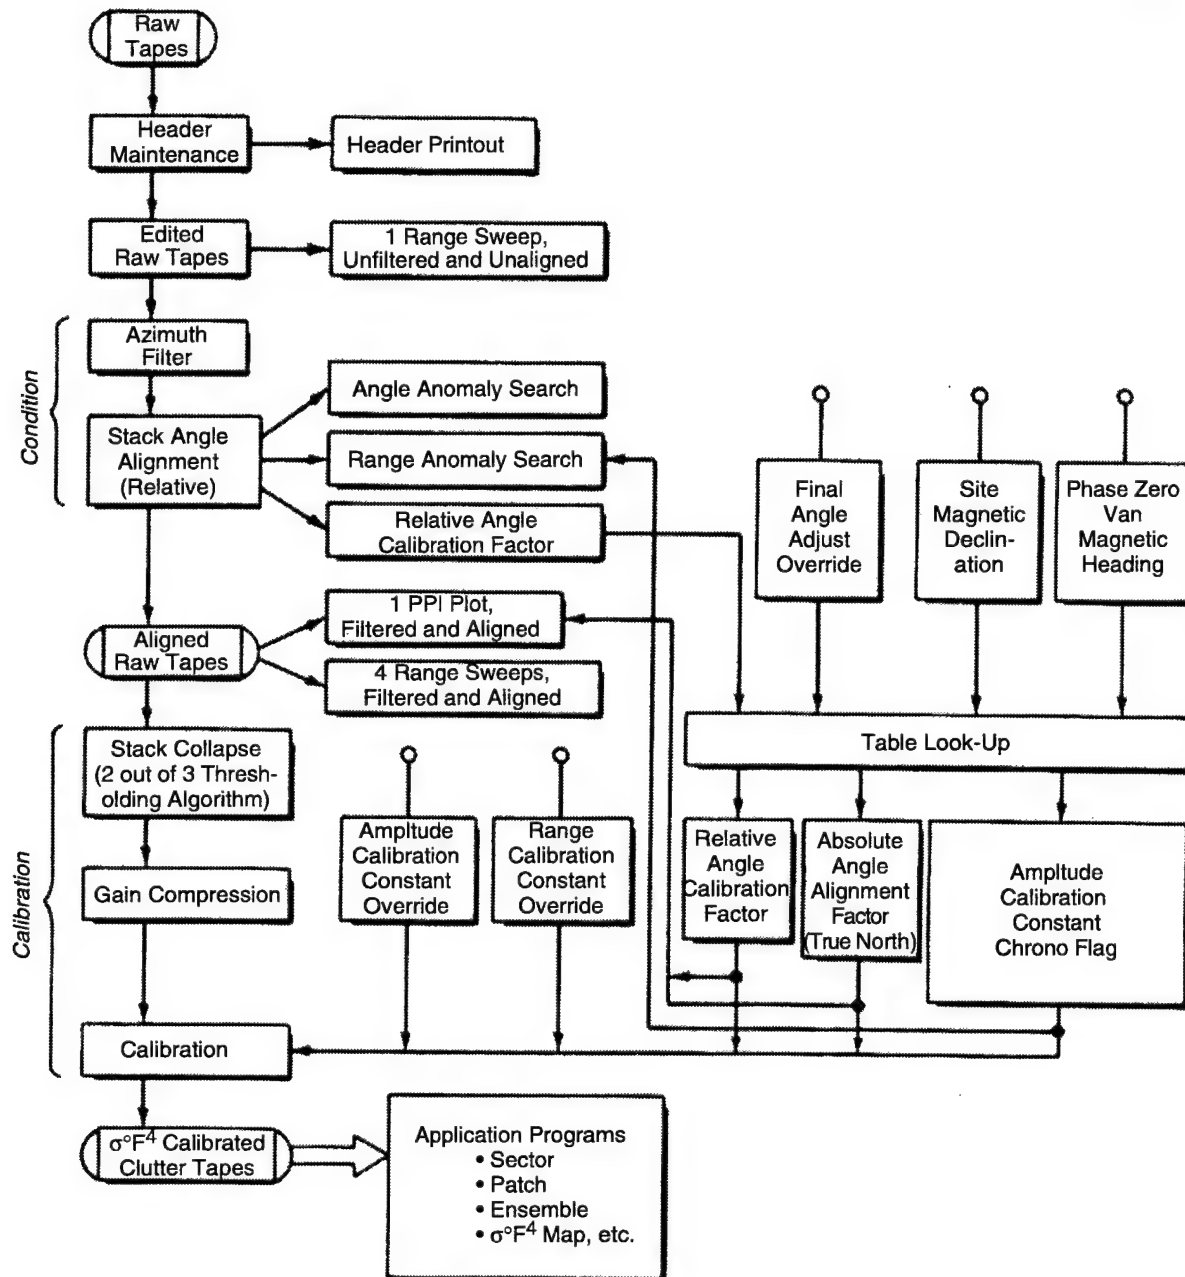 Raw
Tapes
Header
Maintenance
Header Printout
Edited
Raw Tapes
1 Range Sweep,
Unfiltered and Unaligned
Condition
Azimuth
Filter
Stack Angle
Alignment
(Relative)
Angle Anomaly Search
Range Anomaly Search
Relative Angle
Calibration Factor
Final
Angle
Adjust
Override
Site
Magnetic
Declin-
ation
Phase Zero
Van
Magnetic
Heading
Aligned
Raw Tapes
1 PPI Plot,
Filtered and Aligned
4 Range Sweeps,
Filtered and Aligned
Table Look-Up
Calibration
Stack Collapse
(2 out of 3 Thresh-
olding Algorithm)
Gain Compression
Calibration
Ampltude
Calibration
Constant
Override
Range
Calibration
Constant
Override
Relative
Angle
Calibration
Factor
Absolute
Angle
Alignment
Factor
(True North)
Ampltude
Calibration
Constant
Chrono Flag
σ°F⁴ Calibrated
Clutter Tapes
Application Programs
• Sector
• Patch
• Ensemble
• σ°F⁴ Map, etc.